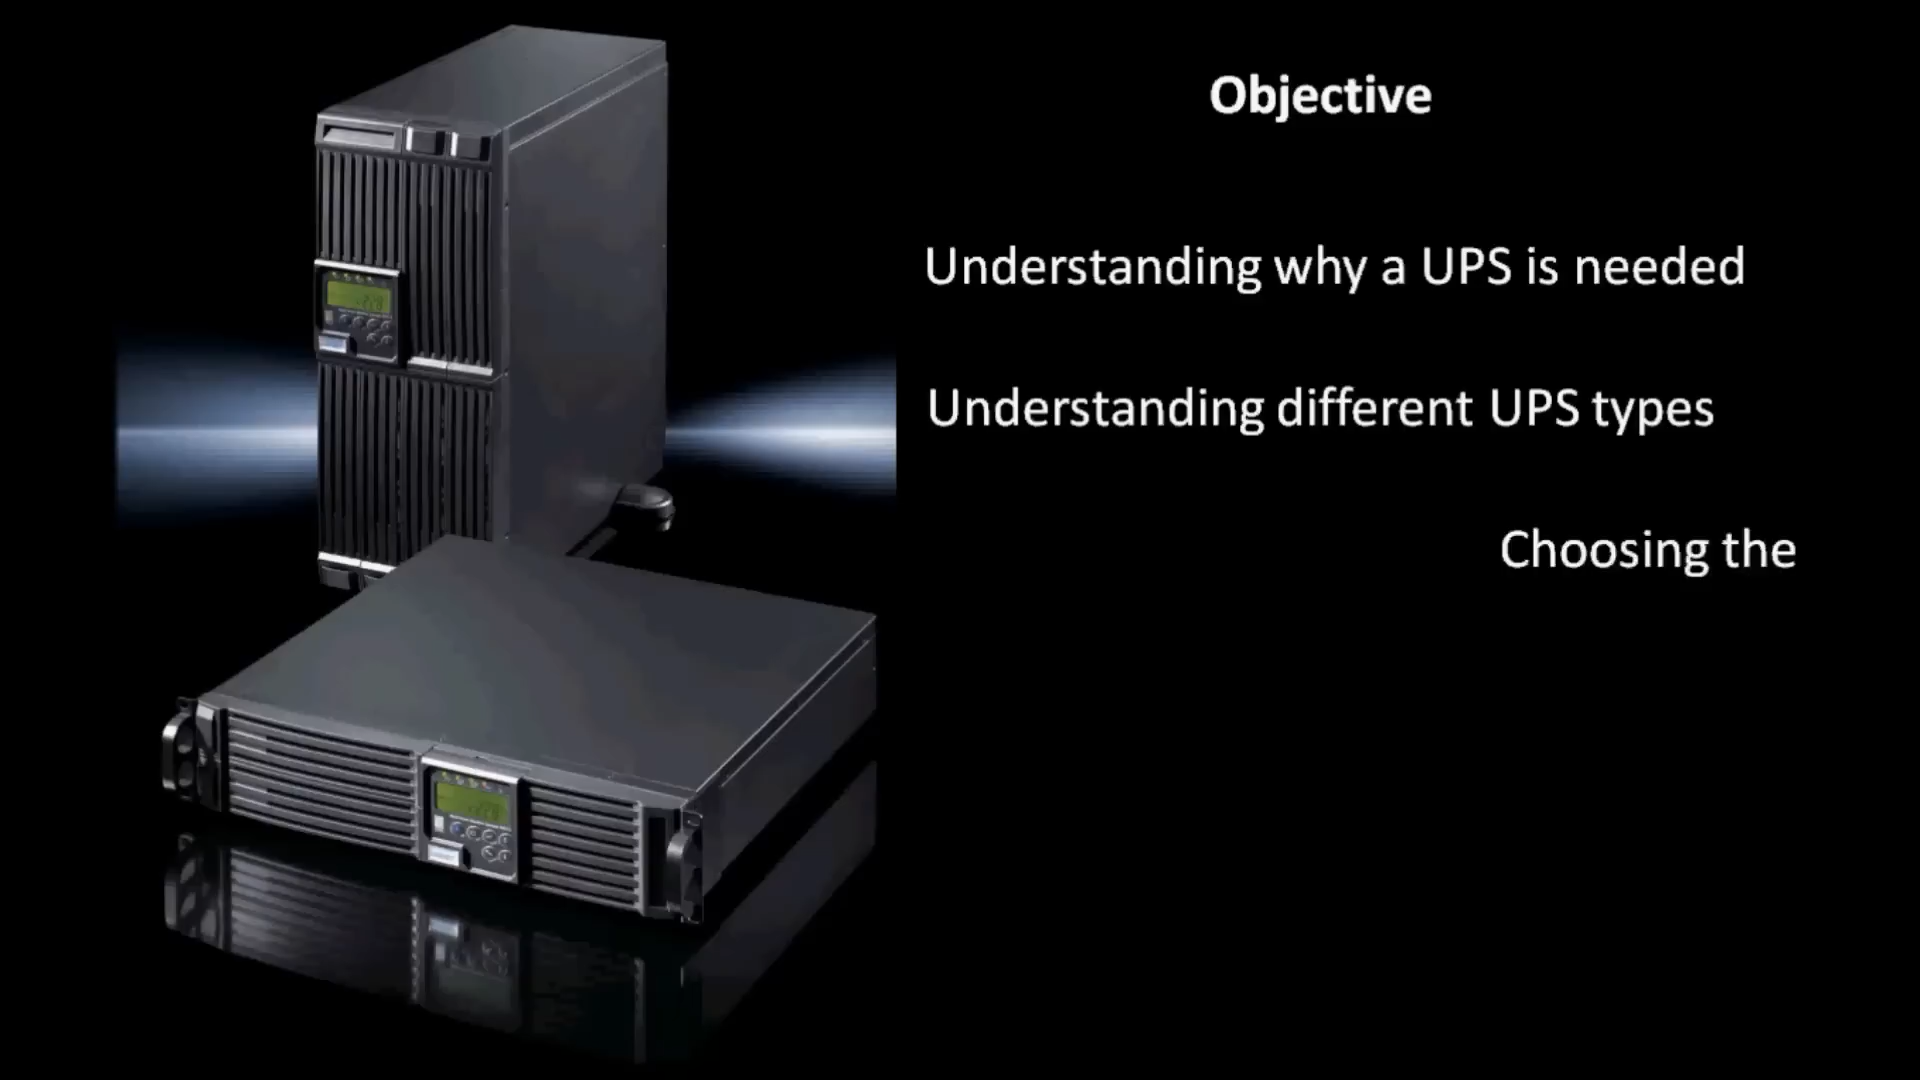 Objective
Understanding why a UPS is needed
Understanding different UPS types
Choosing the